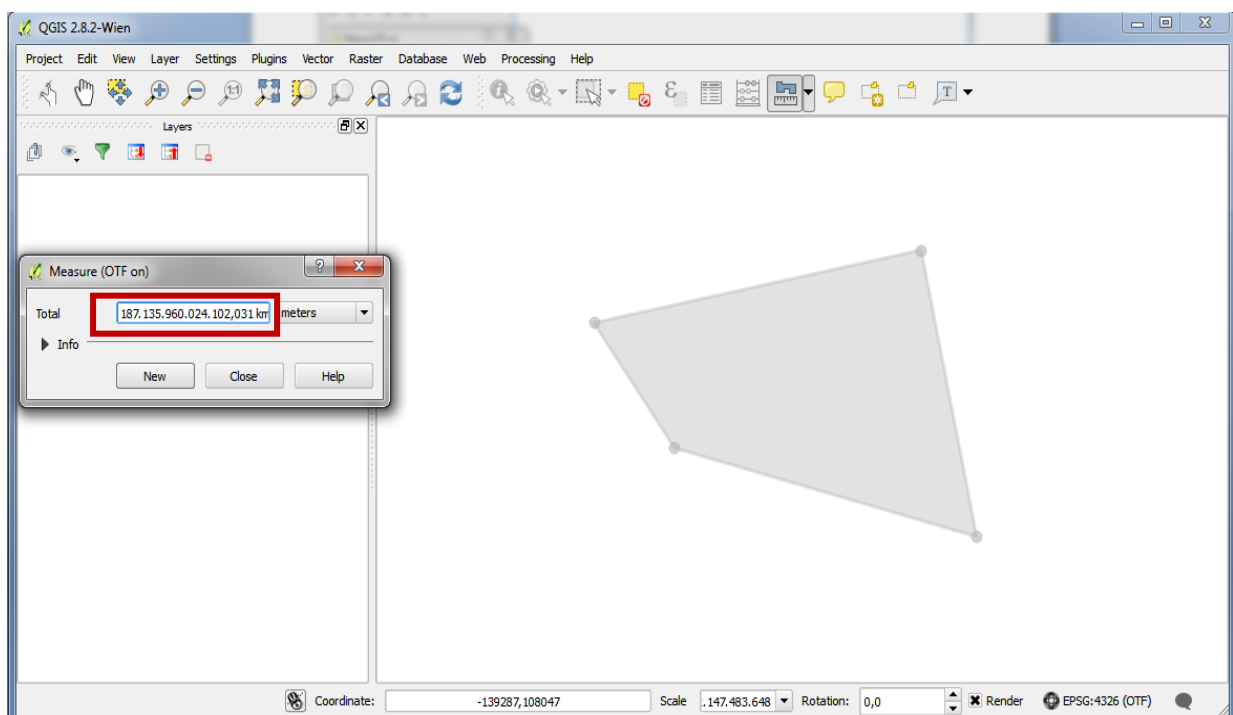 QGIS 2.8.2-Wien
Project Edit View Layer Settings Plugins Vector Raster Database Web Processing Help
Layers
Measure (OTF on)
Total 187.135.960.024.102,031 km meters
Info
New Close Help
Coordinate: -139287,108047 Scale .147.483.648 Rotation: 0,0 Render EPSG:4326 (OTF)